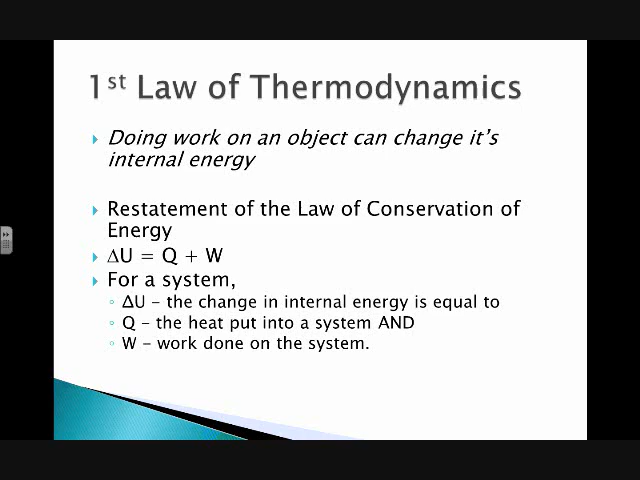 1st Law of Thermodynamics
Doing work on an object can change it's
internal energy
Restatement of the Law of Conservation of
Energy
∆U = Q + W
For a system,
∆U – the change in internal energy is equal to
Q – the heat put into a system AND
W – work done on the system.